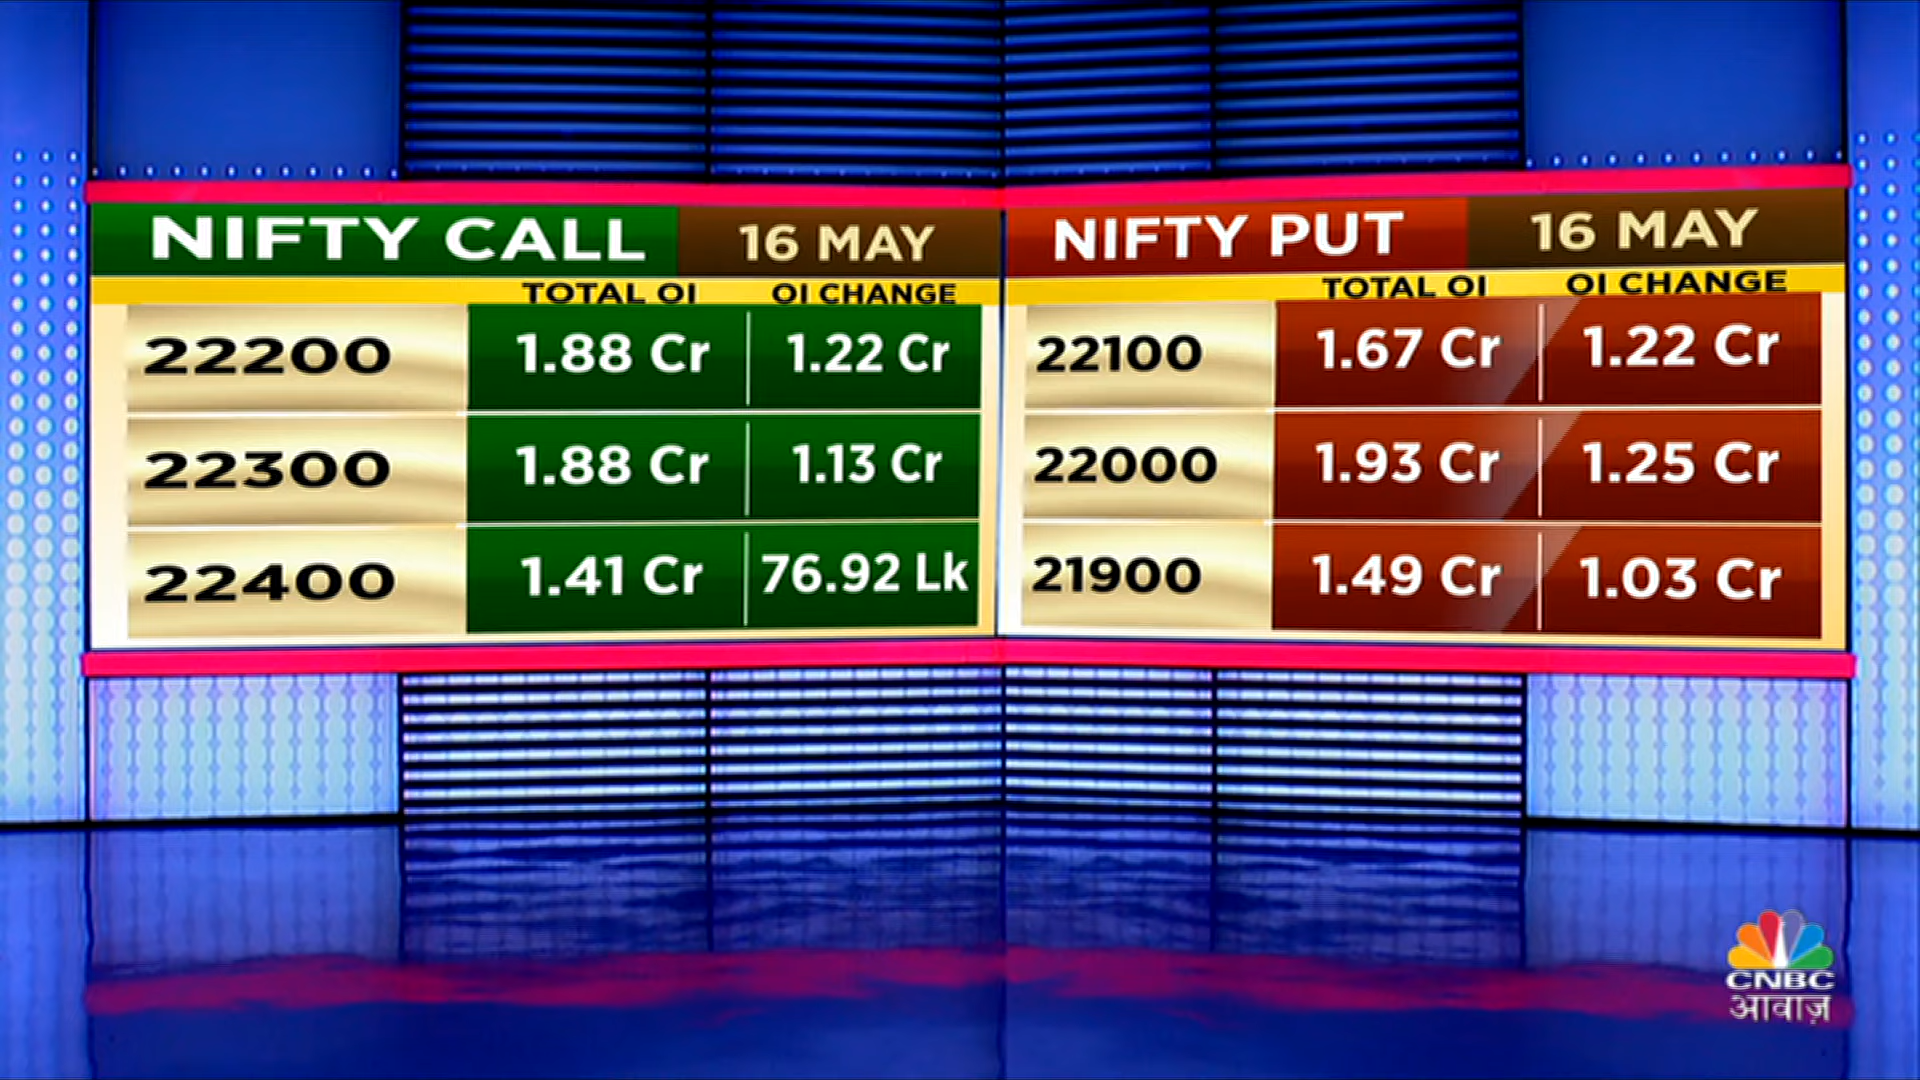 NIFTY CALL 16 MAY
TOTAL OI OI CHANGE
22200 1.88 Cr 1.22 Cr
22300 1.88 Cr 1.13 Cr
22400 1.41 Cr 76.92 Lk
NIFTY PUT 16 MAY
TOTAL OI OI CHANGE
22100 1.67 Cr 1.22 Cr
22000 1.93 Cr 1.25 Cr
21900 1.49 Cr 1.03 Cr
CNBC
आवाज़